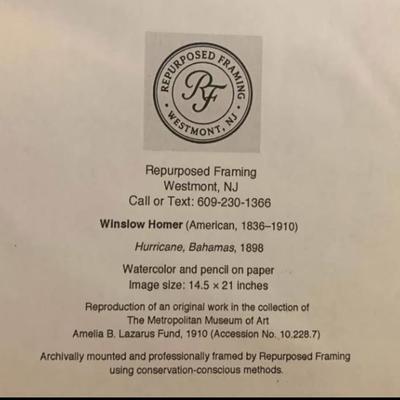 REPURPOSED FRAMING
RF
WESTMONT, NJ
Repurposed Framing
Westmont, NJ
Call or Text: 609-230-1366
Winslow Homer (American, 1836–1910)
Hurricane, Bahamas, 1898
Watercolor and pencil on paper
Image size: 14.5 × 21 inches
Reproduction of an original work in the collection of
The Metropolitan Museum of Art
Amelia B. Lazarus Fund, 1910 (Accession No. 10.228.7)
Archivally mounted and professionally framed by Repurposed Framing
using conservation-conscious methods.